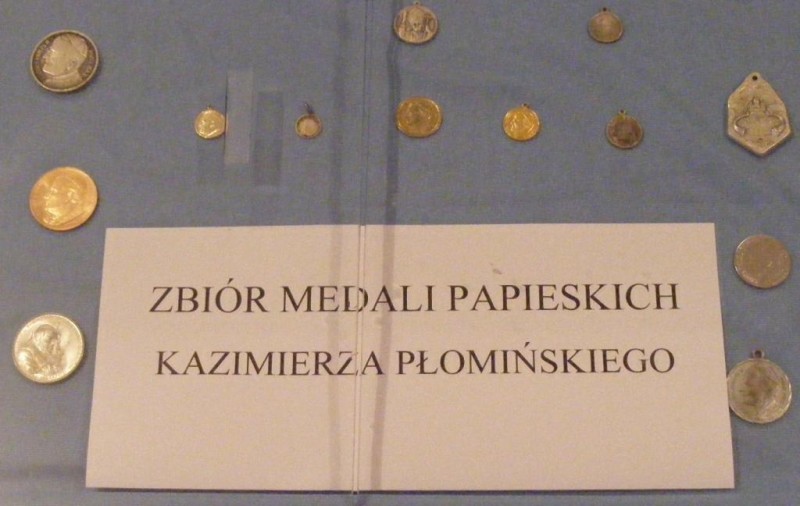 ZBIÓR MEDALI PAPIESKICH
KAZIMIERZA PŁOMIŃSKIEGO